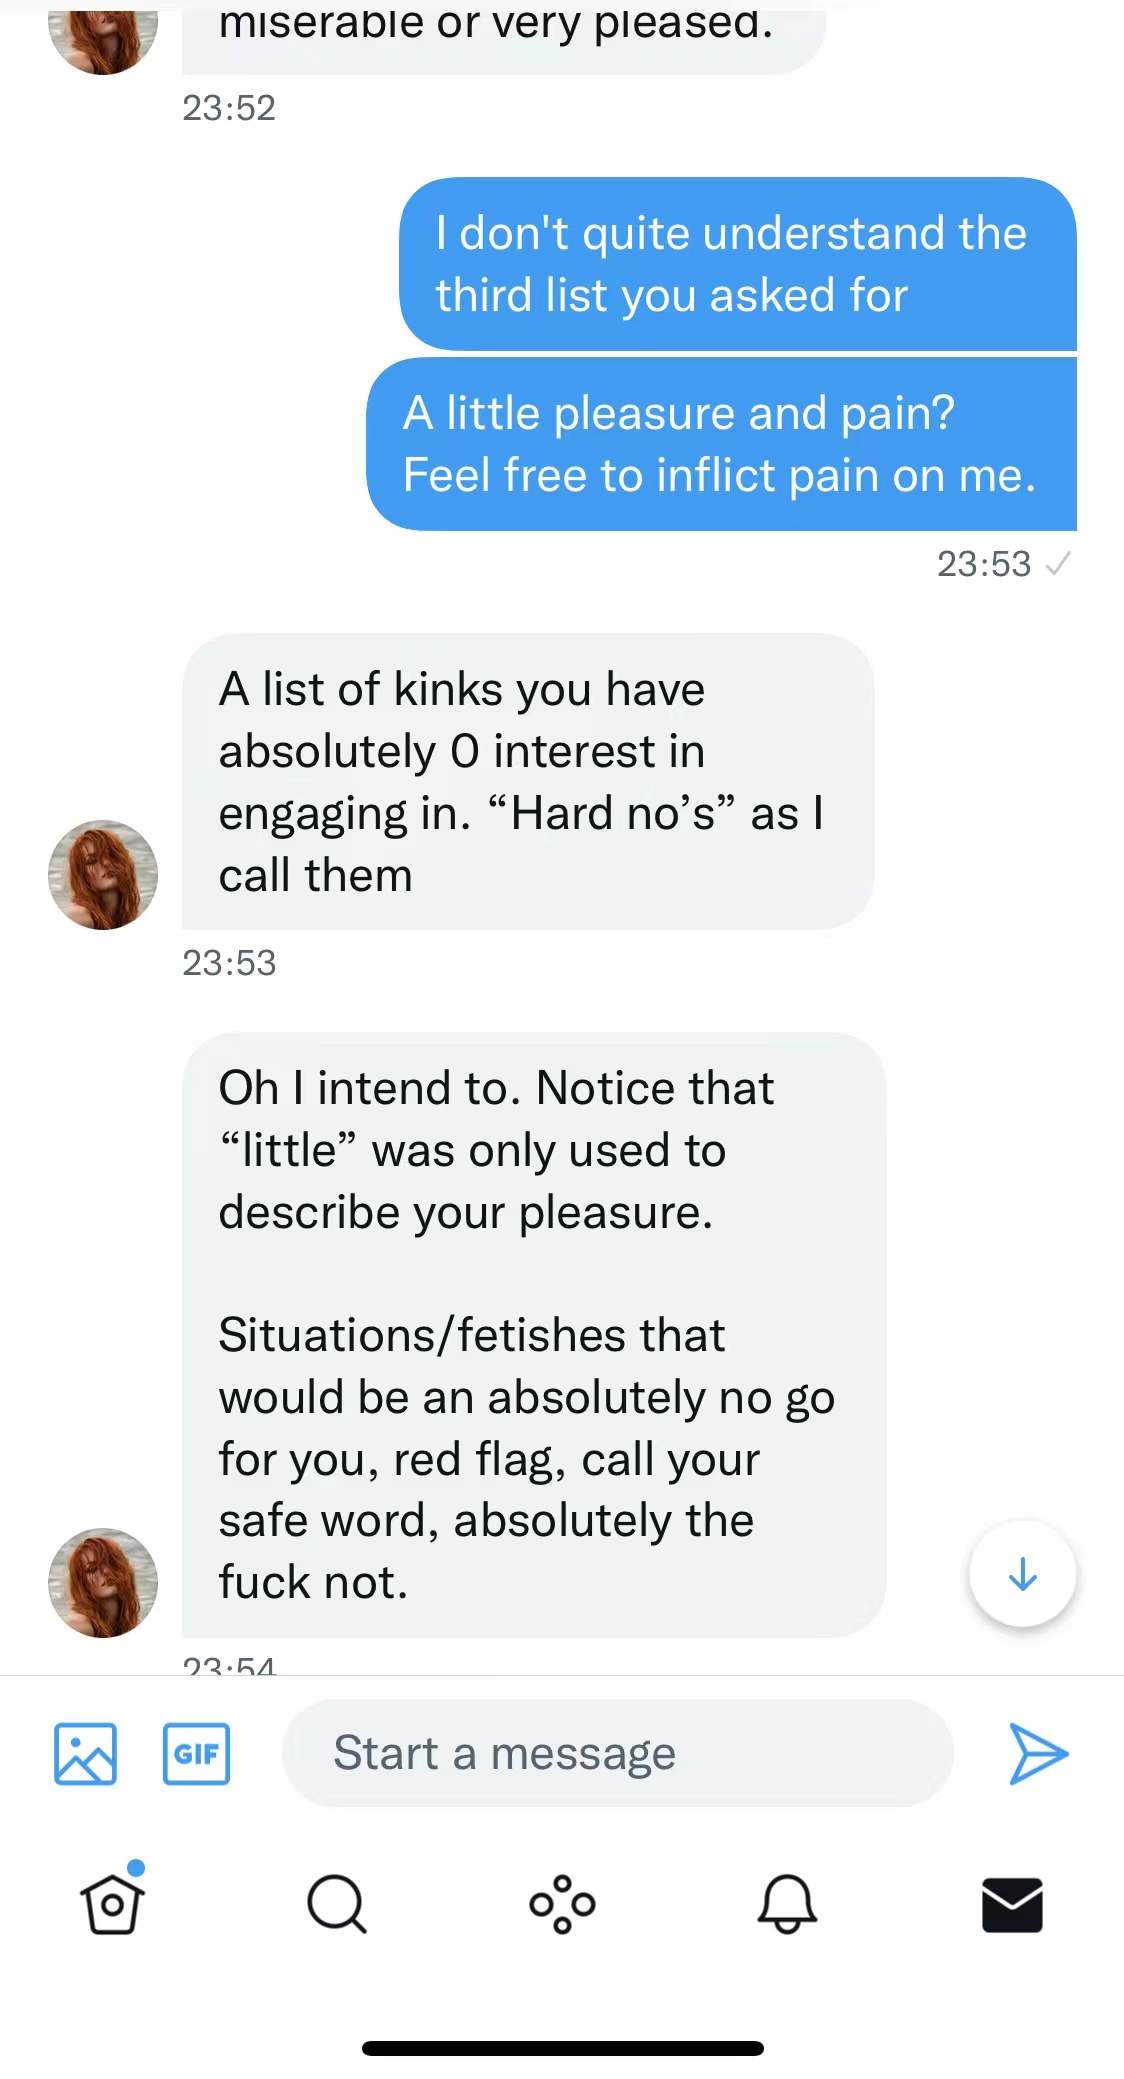 miserable or very pleased.
23:52
I don't quite understand the
third list you asked for
A little pleasure and pain?
Feel free to inflict pain on me.
23:53
A list of kinks you have
absolutely 0 interest in
engaging in. “Hard no’s” as I
call them
23:53
Oh I intend to. Notice that
“little” was only used to
describe your pleasure.
Situations/fetishes that
would be an absolutely no go
for you, red flag, call your
safe word, absolutely the
fuck not.
23:54
GIF
Start a message